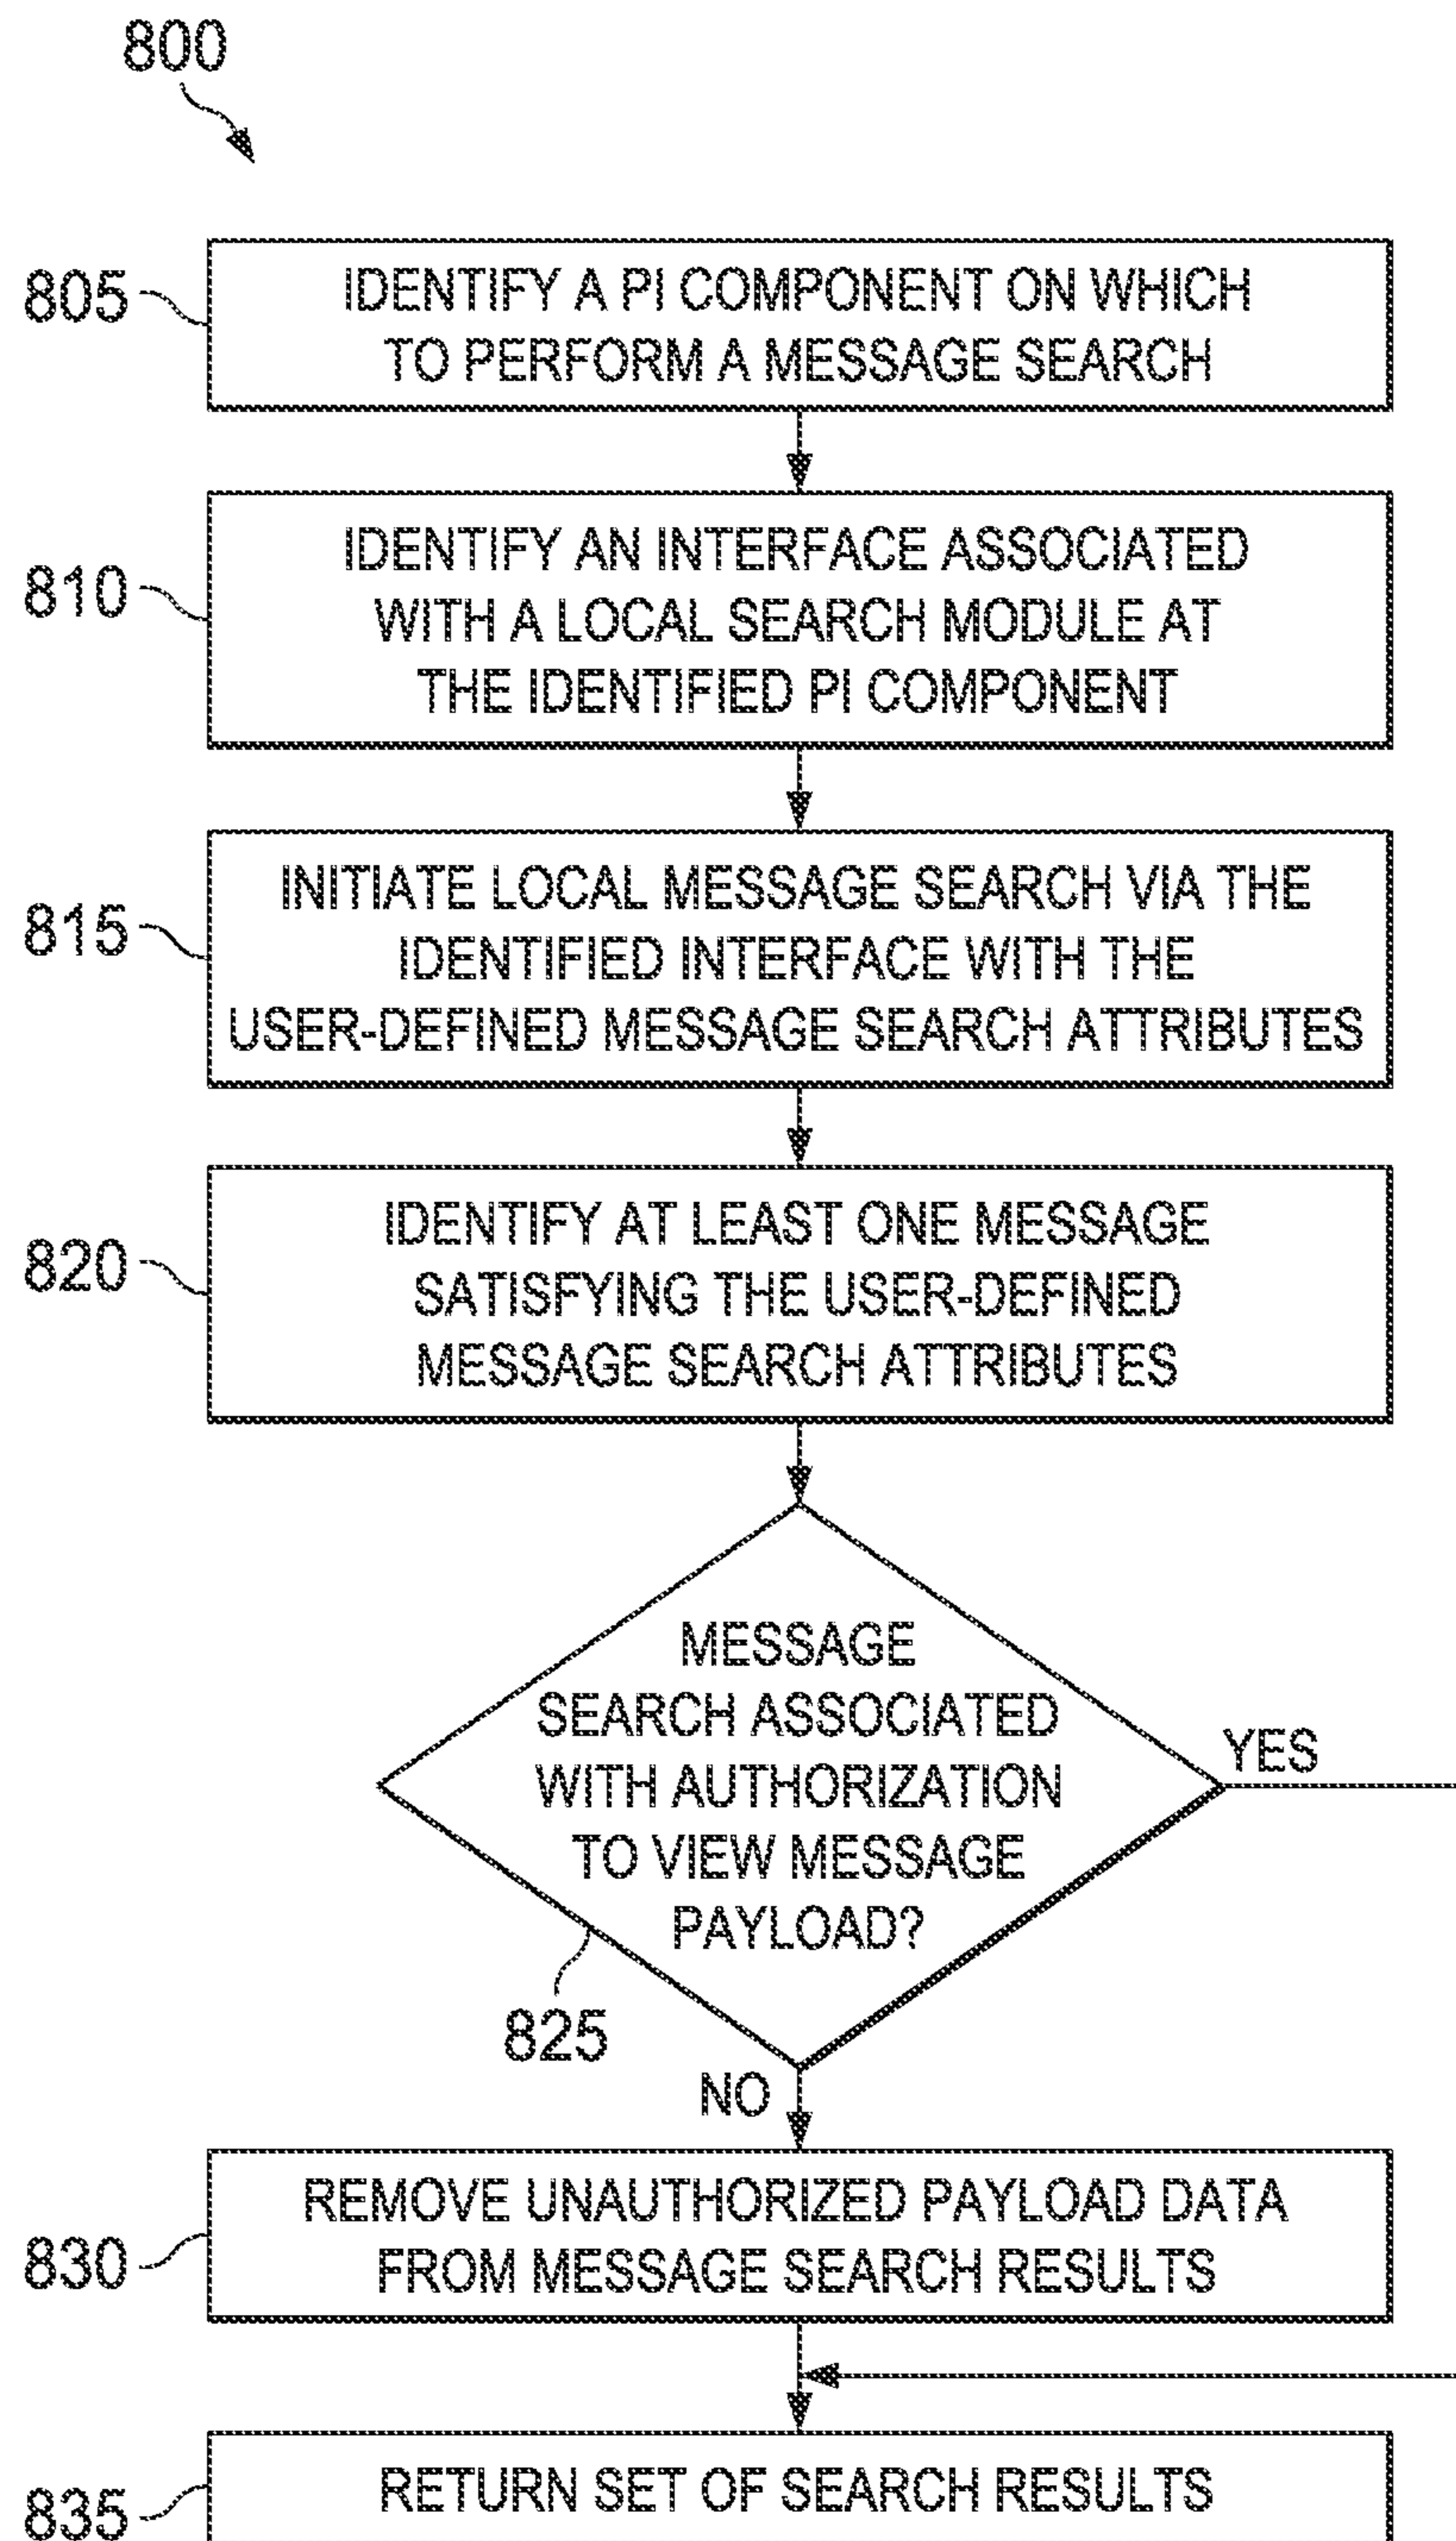 800
805
IDENTIFY A PI COMPONENT ON WHICH
TO PERFORM A MESSAGE SEARCH
810
IDENTIFY AN INTERFACE ASSOCIATED
WITH A LOCAL SEARCH MODULE AT
THE IDENTIFIED PI COMPONENT
815
INITIATE LOCAL MESSAGE SEARCH VIA THE
IDENTIFIED INTERFACE WITH THE
USER-DEFINED MESSAGE SEARCH ATTRIBUTES
820
IDENTIFY AT LEAST ONE MESSAGE
SATISFYING THE USER-DEFINED
MESSAGE SEARCH ATTRIBUTES
MESSAGE
SEARCH ASSOCIATED
WITH AUTHORIZATION
TO VIEW MESSAGE
PAYLOAD?
YES
825
NO
830
REMOVE UNAUTHORIZED PAYLOAD DATA
FROM MESSAGE SEARCH RESULTS
835
RETURN SET OF SEARCH RESULTS